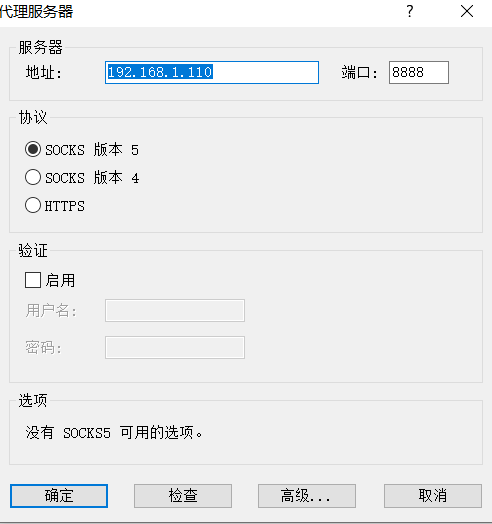 代理服务器 ?
服务器
地址: 192.168.1.110 端口: 8888
协议
SOCKS 版本 5
SOCKS 版本 4
HTTPS
验证
启用
用户名:
密码:
选项
没有 SOCKS5 可用的选项。
确定 检查 高级... 取消